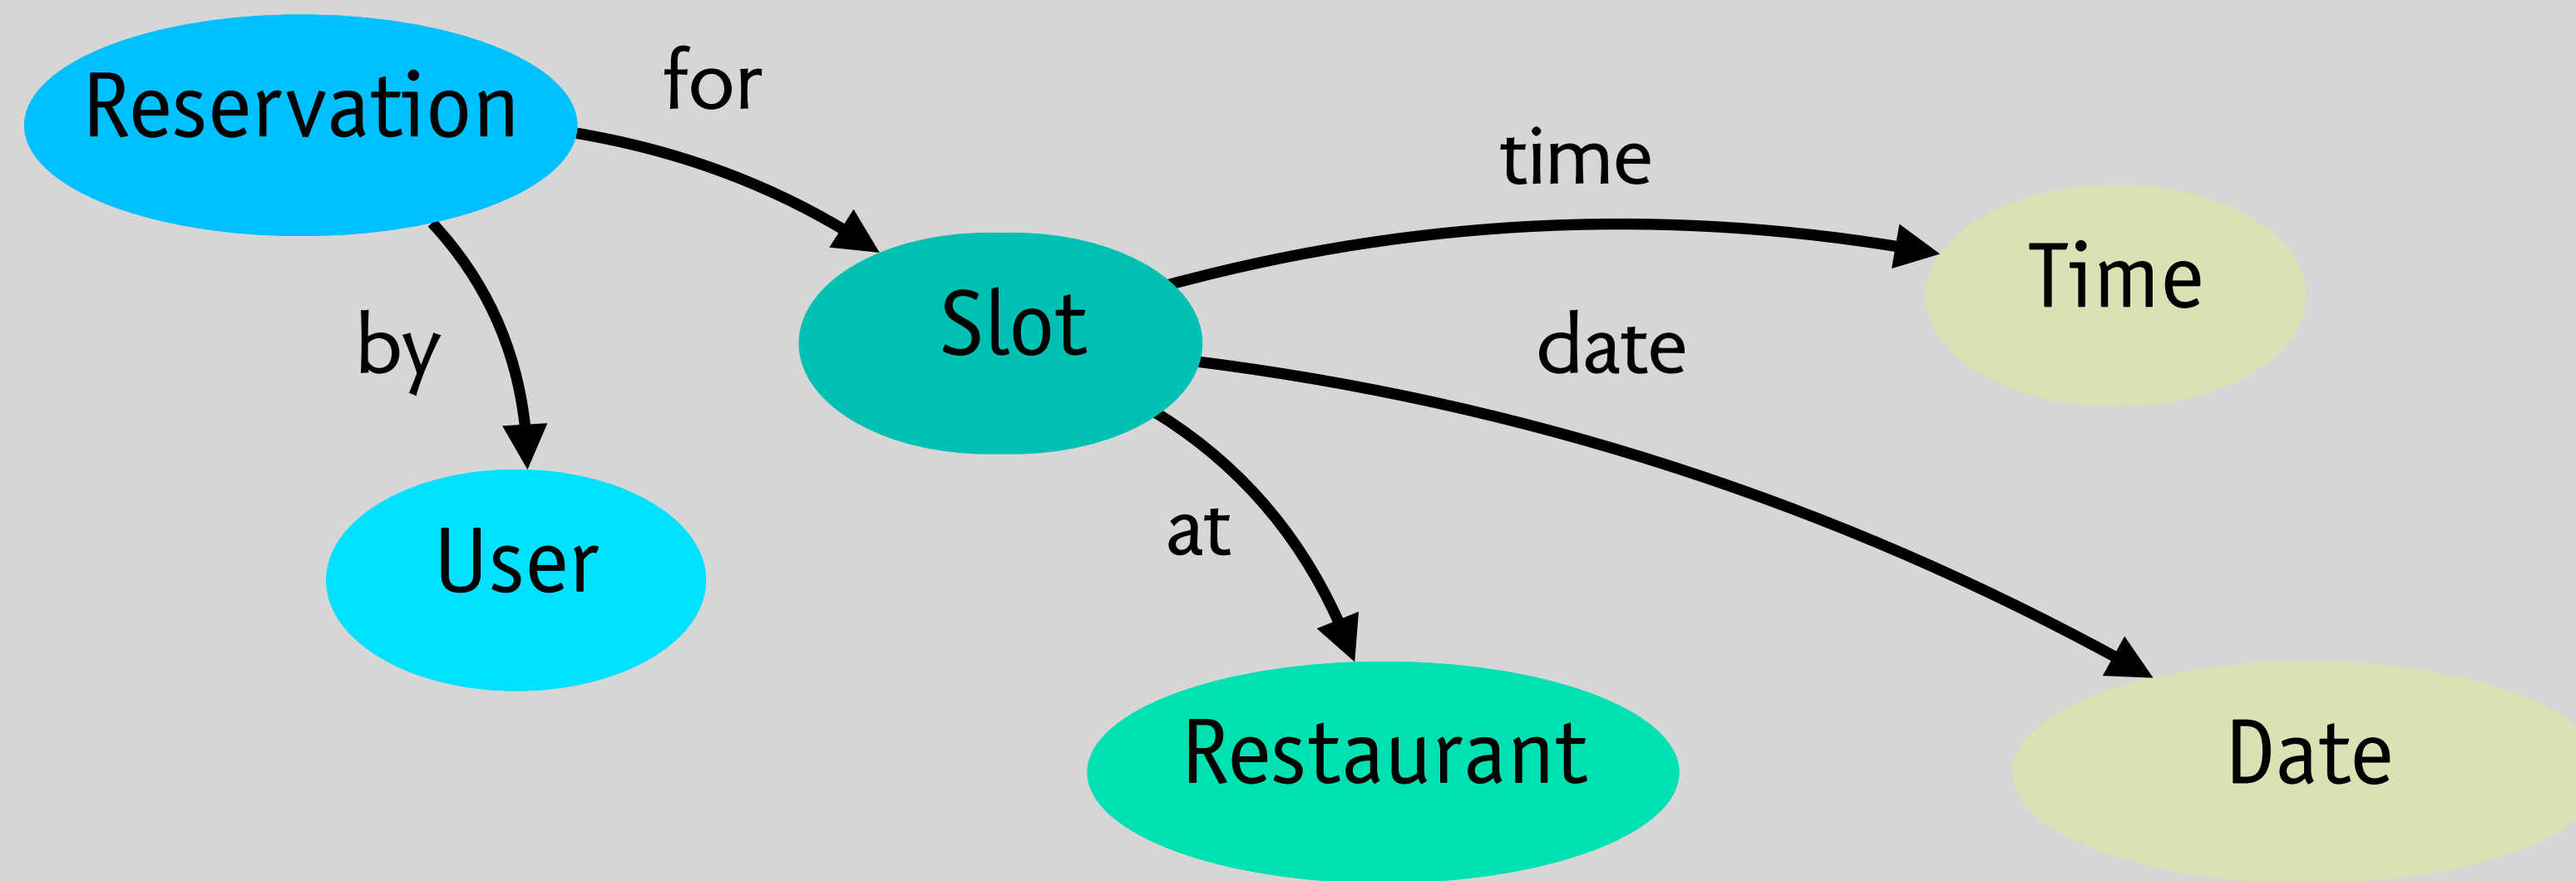 Reservation
for
time
Time
by
Slot
date
User
at
Restaurant
Date